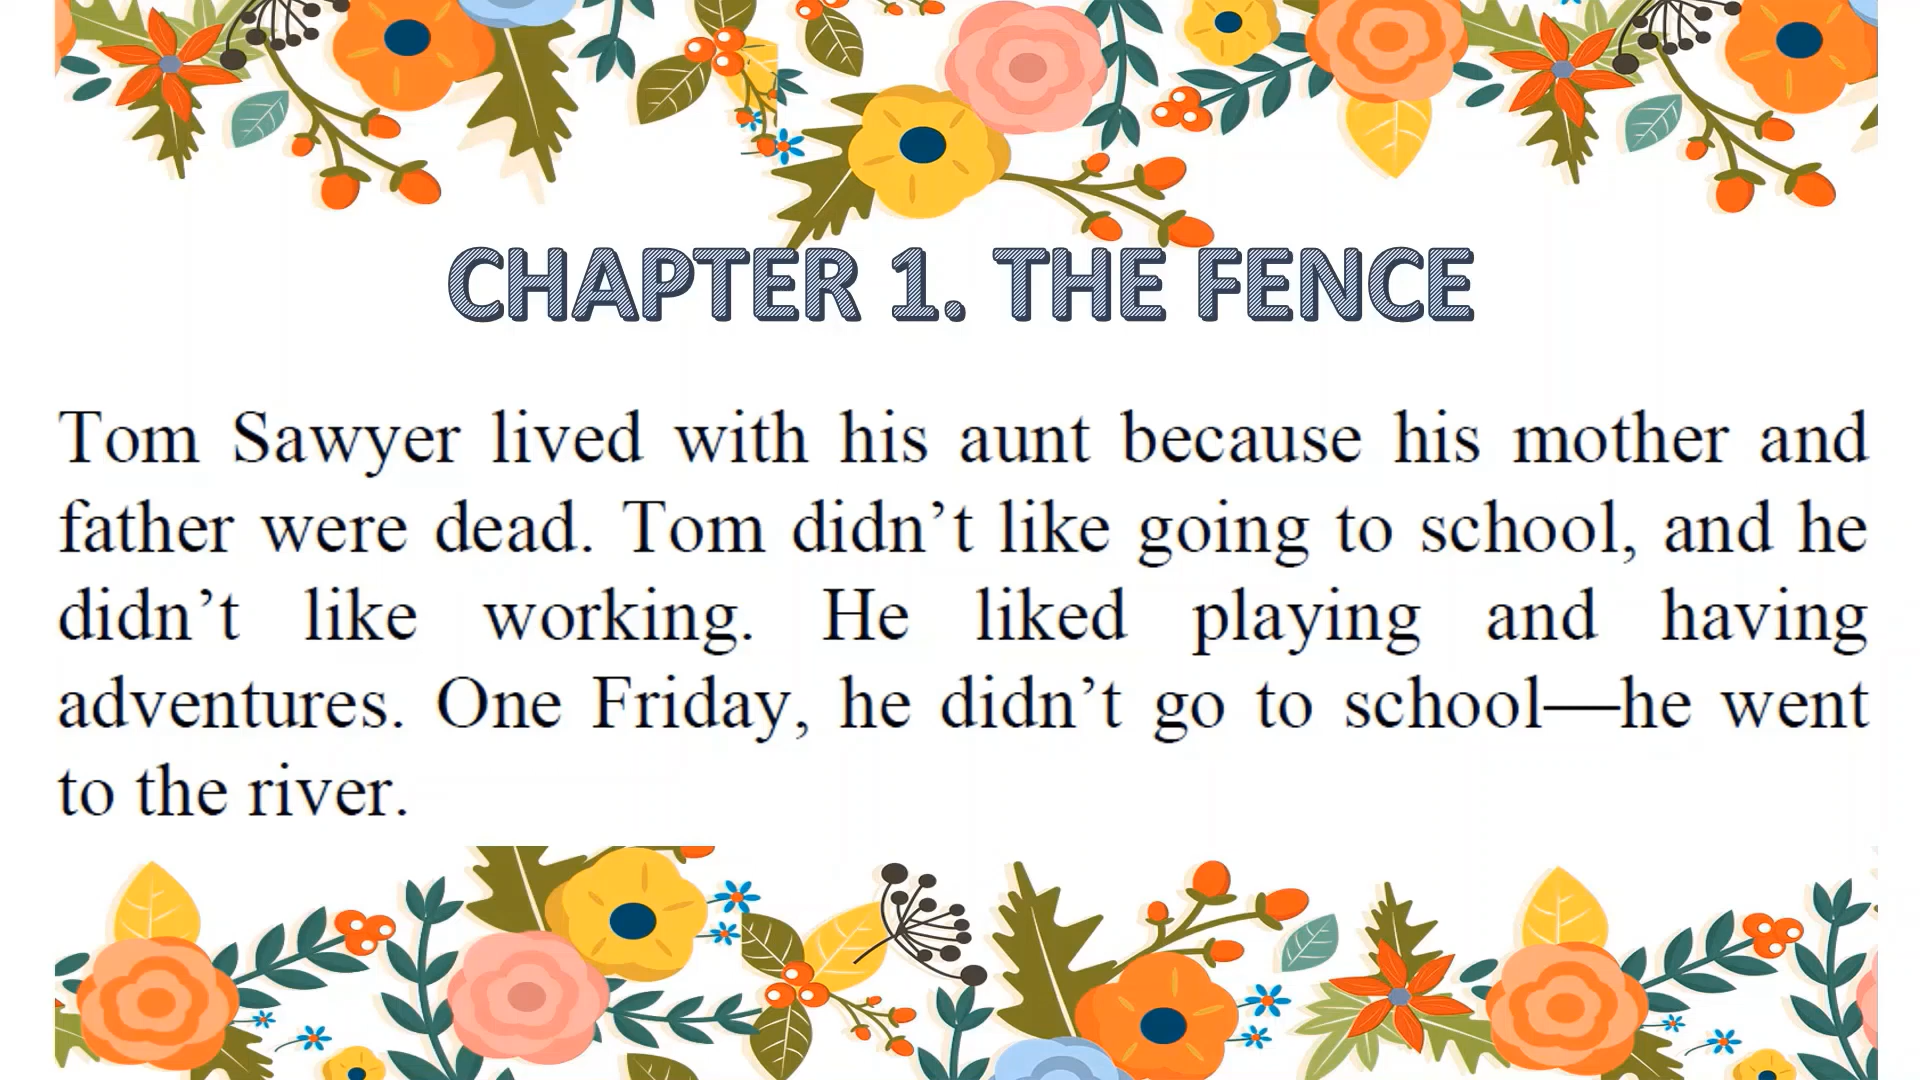 CHAPTER 1. THE FENCE
Tom Sawyer lived with his aunt because his mother and
father were dead. Tom didn’t like going to school, and he
didn’t like working. He liked playing and having
adventures. One Friday, he didn’t go to school—he went
to the river.